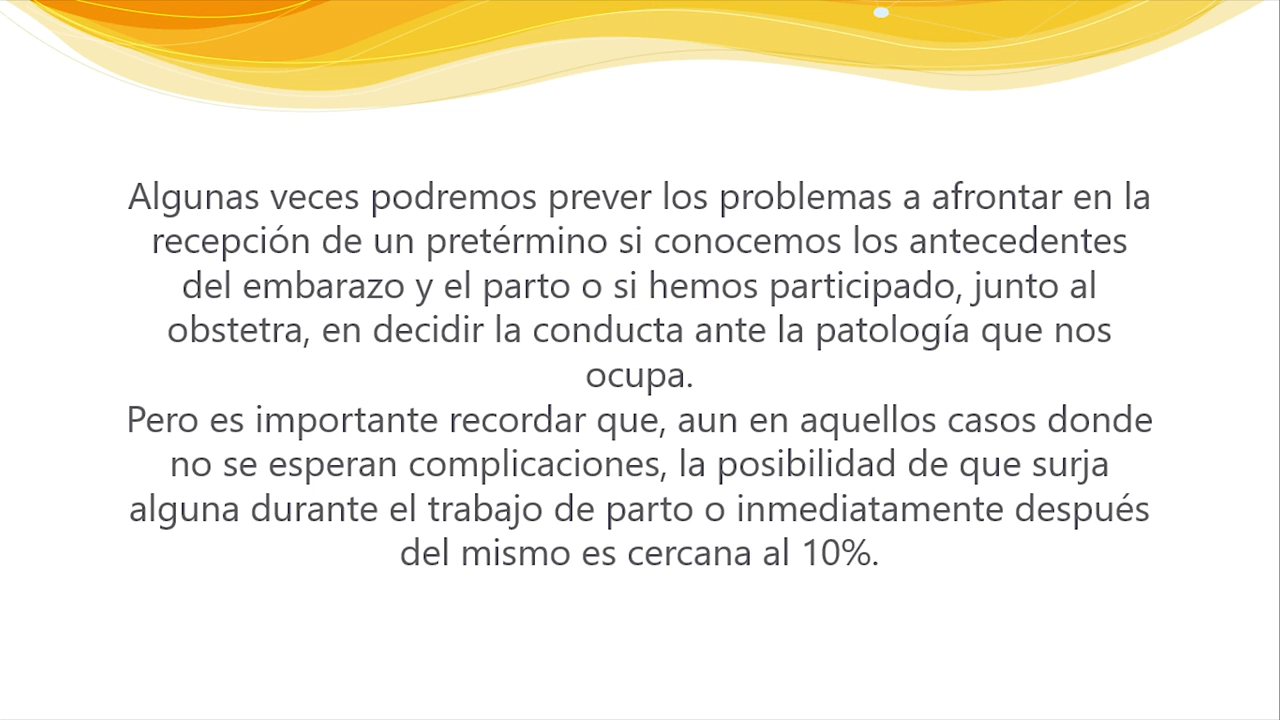 Algunas veces podremos prever los problemas a afrontar en la
recepción de un pretérmino si conocemos los antecedentes
del embarazo y el parto o si hemos participado, junto al
obstetra, en decidir la conducta ante la patología que nos
ocupa.
Pero es importante recordar que, aun en aquellos casos donde
no se esperan complicaciones, la posibilidad de que surja
alguna durante el trabajo de parto o inmediatamente después
del mismo es cercana al 10%.